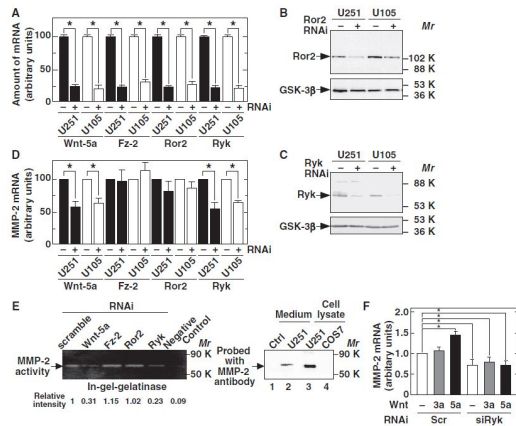 A
Amount of mRNA
(arbitrary units)
100
50
0
* * * * * * * *
– + – + – + – + – + – + – + – + RNAi
U251 U105 U251 U105 U251 U105 U251 U105
Wnt-5a Fz-2 Ror2 Ryk
B
U251 U105
Ror2 RNAi – + – + Mr
Ror2
102 K
88 K
GSK-3β
53 K
36 K
D
MMP-2 mRNA
(arbitrary units)
100
50
0
* * * *
– + – + – + – + – + – + – + – + RNAi
U251 U105 U251 U105 U251 U105 U251 U105
Wnt-5a Fz-2 Ror2 Ryk
C
U251 U105
Ryk RNAi – + – + Mr
Ryk
88 K
53 K
GSK-3β
53 K
36 K
E
RNAi
scramble Wnt-5a Fz-2 Ror2 Ryk Negative Control
Mr
MMP-2 activity
90 K
50 K
In-gel-gelatinase
Relative intensity 1 0.31 1.15 1.02 0.23 0.09
Medium Cell lysate
Ctrl U251 U251 COS7
Mr
Probed with MMP-2 antibody
90 K
50 K
1 2 3 4
F
MMP-2 mRNA
(arbitrary units)
2.0
1.5
1.0
0.5
0
* * * *
Wnt – 3a 5a – 3a 5a
RNAi Scr siRyk